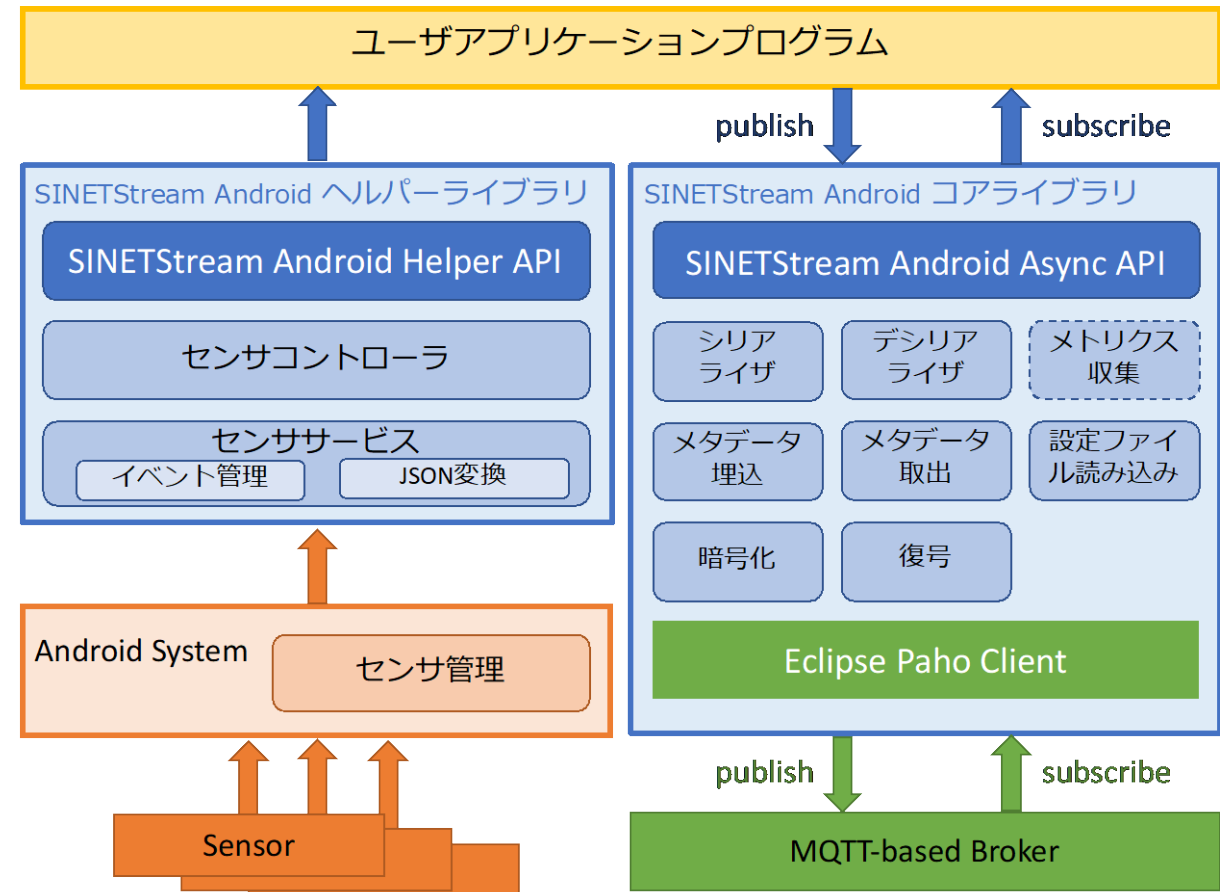 ユーザアプリケーションプログラム
publish
subscribe
SINETStream Android ヘルパーライブラリ
SINETStream Android Helper API
センサコントローラ
センササービス
イベント管理
JSON変換
Android System
センサ管理
Sensor
SINETStream Android コアライブラリ
SINETStream Android Async API
シリア
ライザ
デシリア
ライザ
メトリクス
収集
メタデータ
埋込
メタデータ
取出
設定ファイ
ル読み込み
暗号化
復号
Eclipse Paho Client
publish
subscribe
MQTT-based Broker